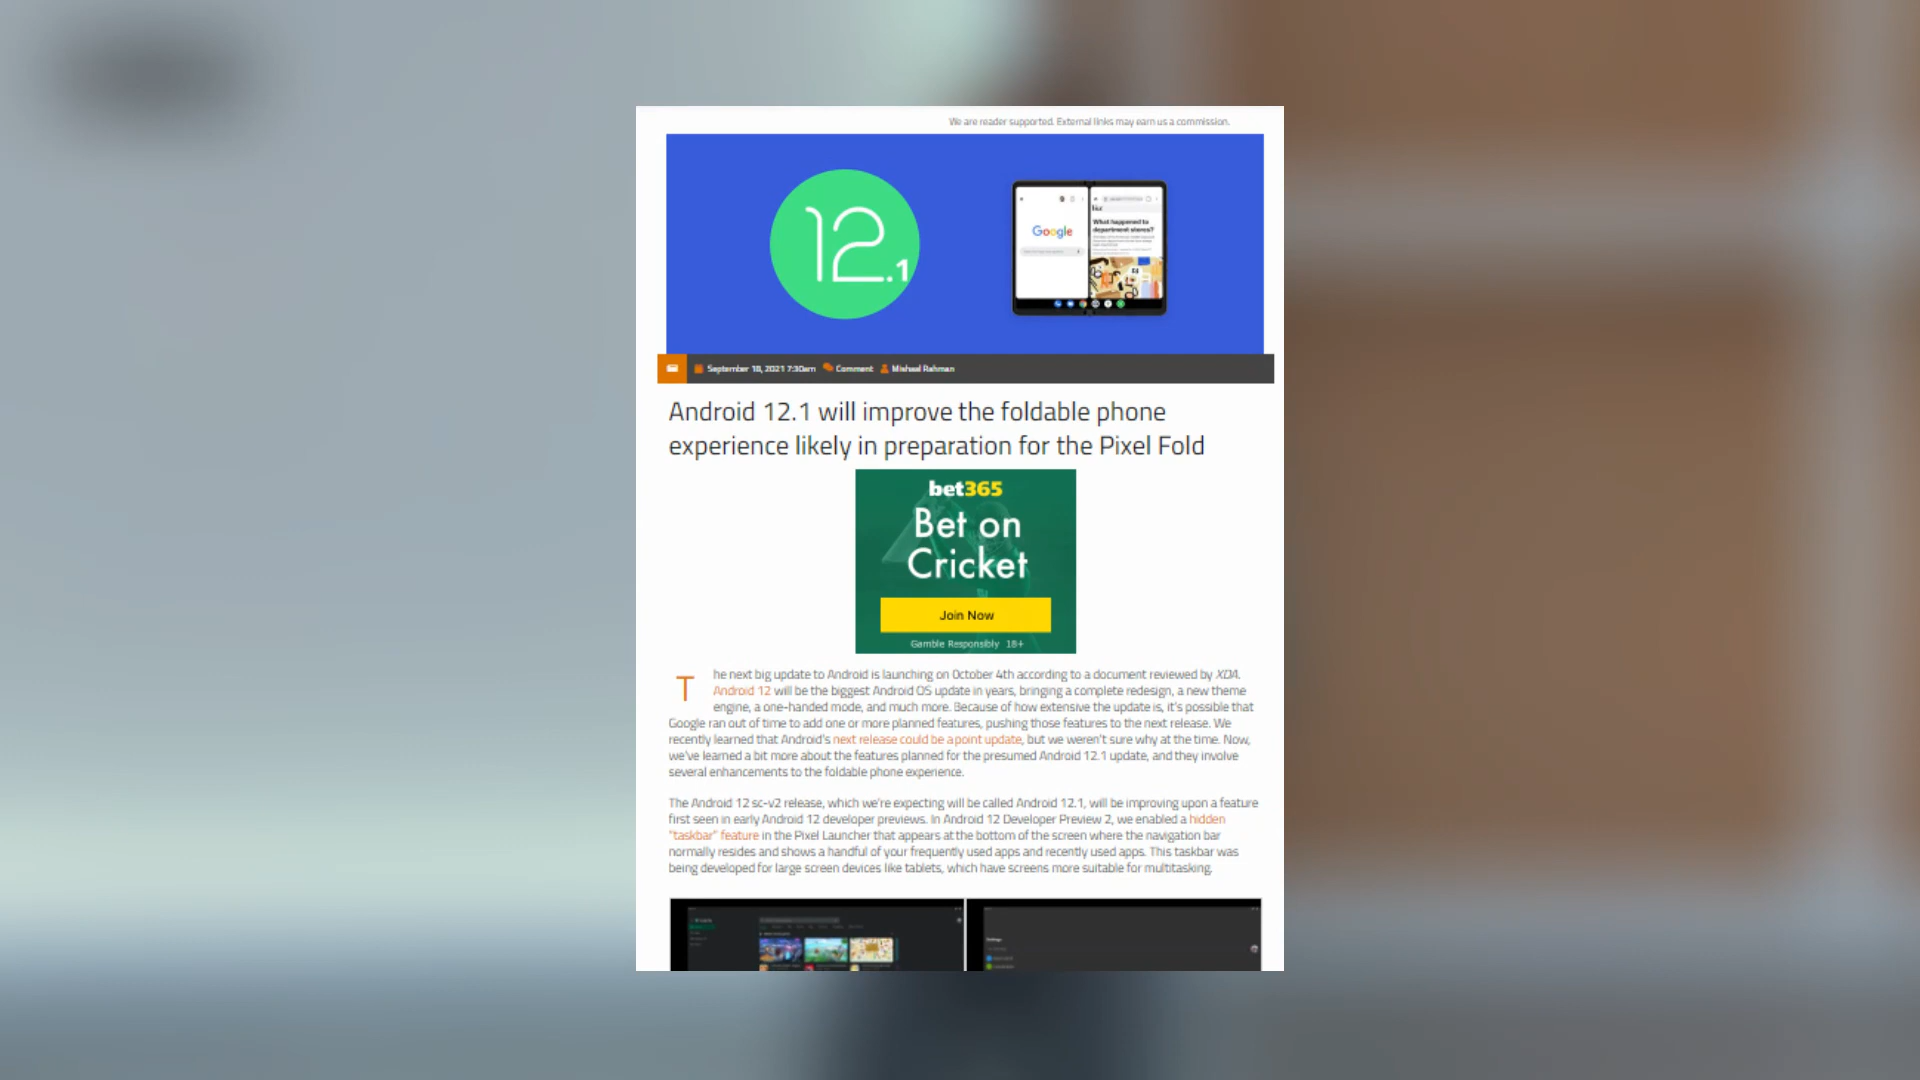 We are reader supported. External links may earn us a commission.
12.1
Google
What happened to
department stores?
September 18, 2021 7:30am Comment Mishaal Rahman
Android 12.1 will improve the foldable phone
experience likely in preparation for the Pixel Fold
bet365
Bet on
Cricket
Join Now
Gamble Responsibly 18+
The next big update to Android is launching on October 4th according to a document reviewed by XDA.
Android 12 will be the biggest Android OS update in years, bringing a complete redesign, a new theme
engine, a one-handed mode, and much more. Because of how extensive the update is, it's possible that
Google ran out of time to add one or more planned features, pushing those features to the next release. We
recently learned that Android's next release could be a point update, but we weren't sure why at the time. Now,
we've learned a bit more about the features planned for the presumed Android 12.1 update, and they involve
several enhancements to the foldable phone experience.
The Android 12 sc-v2 release, which we're expecting will be called Android 12.1, will be improving upon a feature
first seen in early Android 12 developer previews. In Android 12 Developer Preview 2, we enabled a hidden
"taskbar" feature in the Pixel Launcher that appears at the bottom of the screen where the navigation bar
normally resides and shows a handful of your frequently used apps and recently used apps. This taskbar was
being developed for large screen devices like tablets, which have screens more suitable for multitasking.
Settings